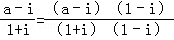 (a-i)/(1+i) = ((a-i) (1-i))/((1+i) (1-i))